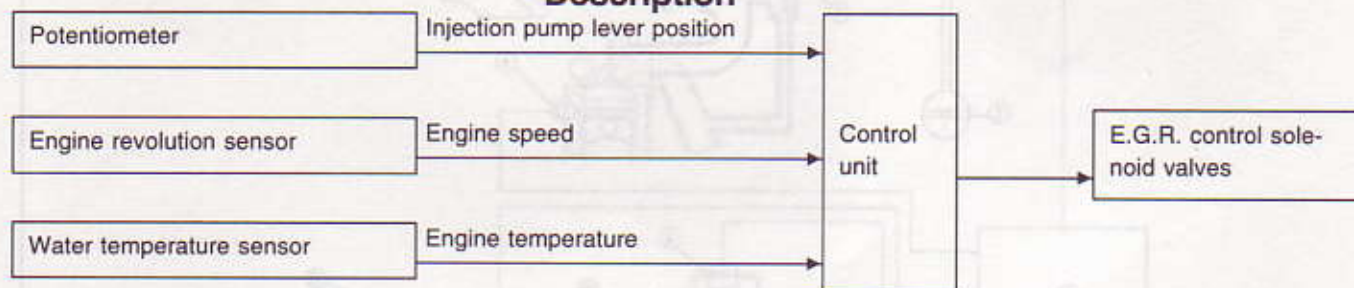 Description
Potentiometer
Injection pump lever position
Engine revolution sensor
Engine speed
Control
unit
E.G.R. control sole-
noid valves
Water temperature sensor
Engine temperature